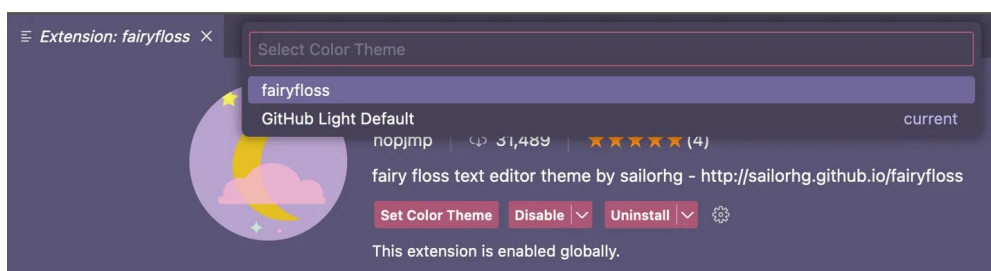 Extension: fairyfloss
Select Color Theme
fairyfloss
GitHub Light Default current
nopjmp 31,489 (4)
fairy floss text editor theme by sailorhg - http://sailorhg.github.io/fairyfloss
Set Color Theme Disable Uninstall
This extension is enabled globally.